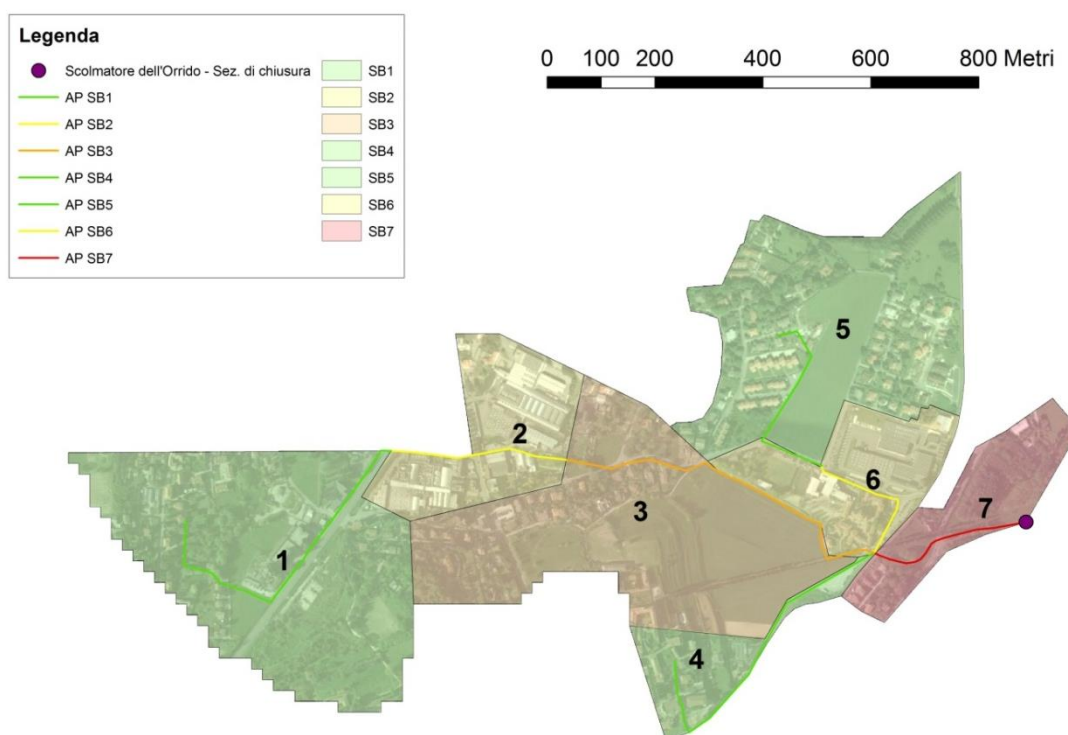 Legenda
Scolmatore dell'Orrido - Sez. di chiusura
AP SB1
AP SB2
AP SB3
AP SB4
AP SB5
AP SB6
AP SB7
SB1
SB2
SB3
SB4
SB5
SB6
SB7
0 100 200 400 600 800 Metri
5
2
6
3
7
1
4